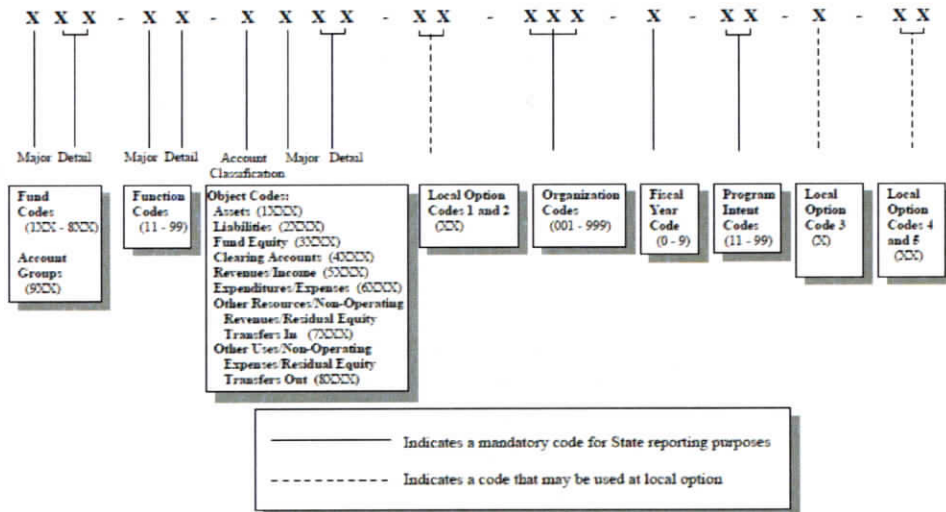 X X X - X X - X X X X - X X - X X X - X - X X - X - X X
Major Detail Major Detail Account Classification Major Detail
Fund
Codes
(1XX - 8XX)
Account
Groups
(9XX)
Function
Codes
(11 - 99)
Object Codes:
Assets (1XXX)
Liabilities (2XXX)
Fund Equity (3XXX)
Clearing Accounts (4XXX)
Revenues/Income (5XXX)
Expenditures/Expenses (6XXX)
Other Resources/Non-Operating
Revenues/Residual Equity
Transfers In (7XXX)
Other Uses/Non-Operating
Expenses/Residual Equity
Transfers Out (8XXX)
Local Option
Codes 1 and 2
(XX)
Organization
Codes
(001 - 999)
Fiscal
Year
Code
(0 - 9)
Program
Intent
Codes
(11 - 99)
Local
Option
Code 3
(X)
Local
Option
Codes 4
and 5
(XX)
Indicates a mandatory code for State reporting purposes
Indicates a code that may be used at local option